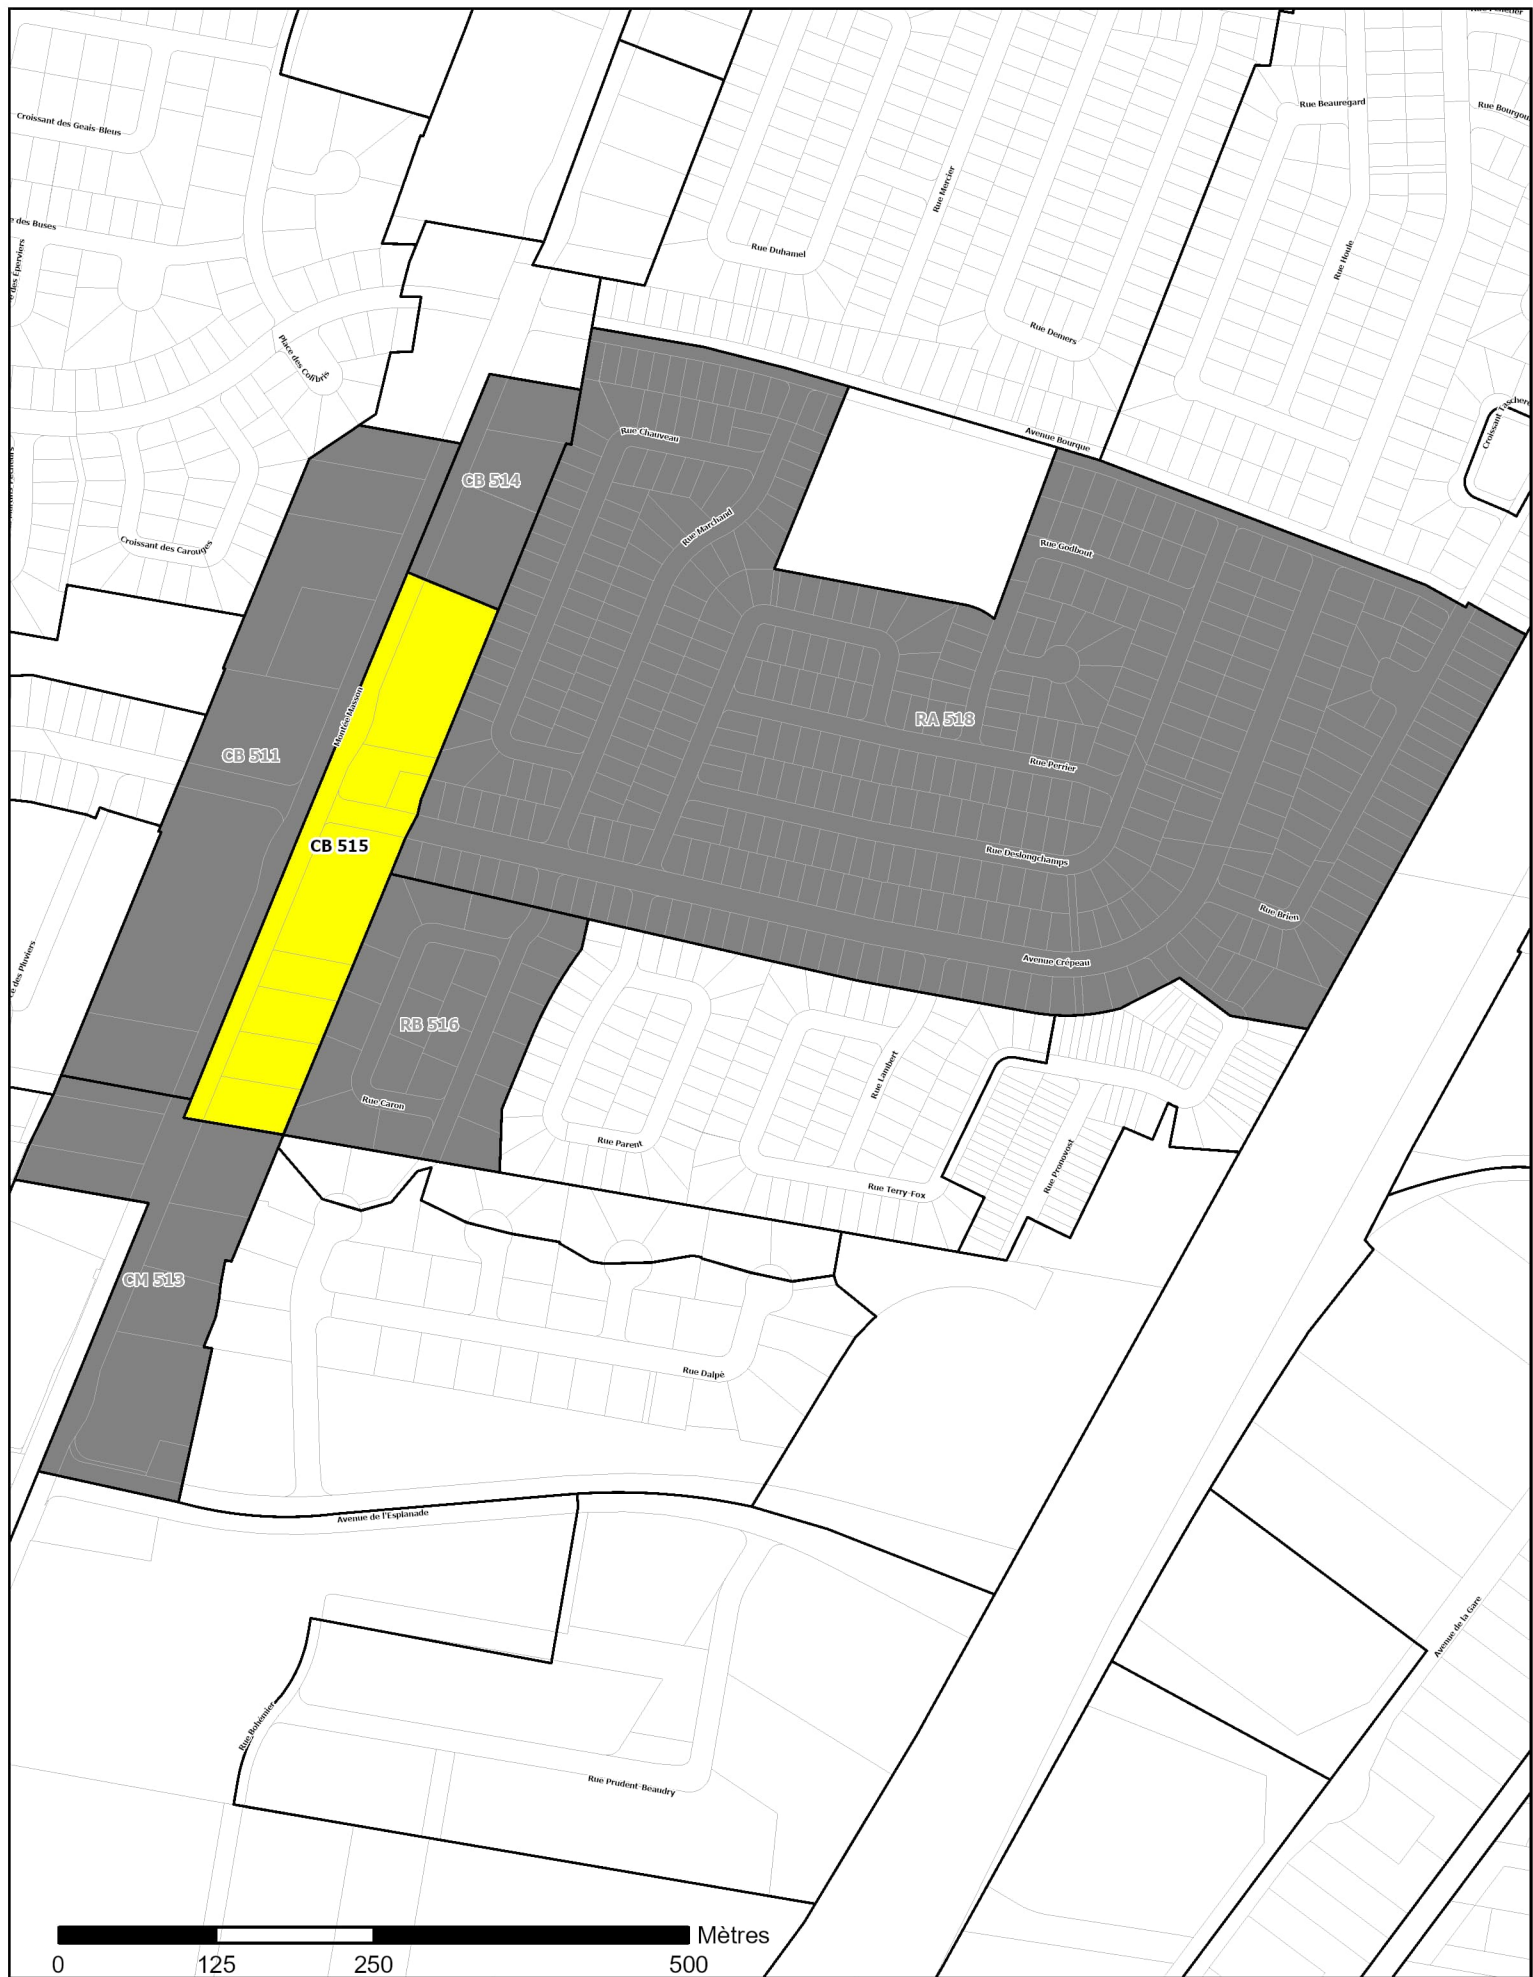 Croissant des Geais-Bleus
Rue Beauregard
Rue Mercier
e des Buses
Rue Duhamel
Rue Houle
e des Éperviers
Rue Demers
Place des Colibris
Rue Chauveau
Avenue Bourque
CB 514
Rue Marchand
Croissant des Carouges
Rue Godbout
Montée Masson
RA 518
CB 511
Rue Perrier
CB 515
Rue Deslongchamps
Rue Brien
Avenue Crépeau
ce des Pluviers
RB 516
Rue Lambert
Rue Caron
Rue Parent
Rue Pronovost
Rue Terry-Fox
CM 513
Rue Dalpé
Avenue de l'Esplanade
Avenue de la Gare
Rue Bohémier
Rue Prudent-Beaudry
Mètres
0 125 250 500